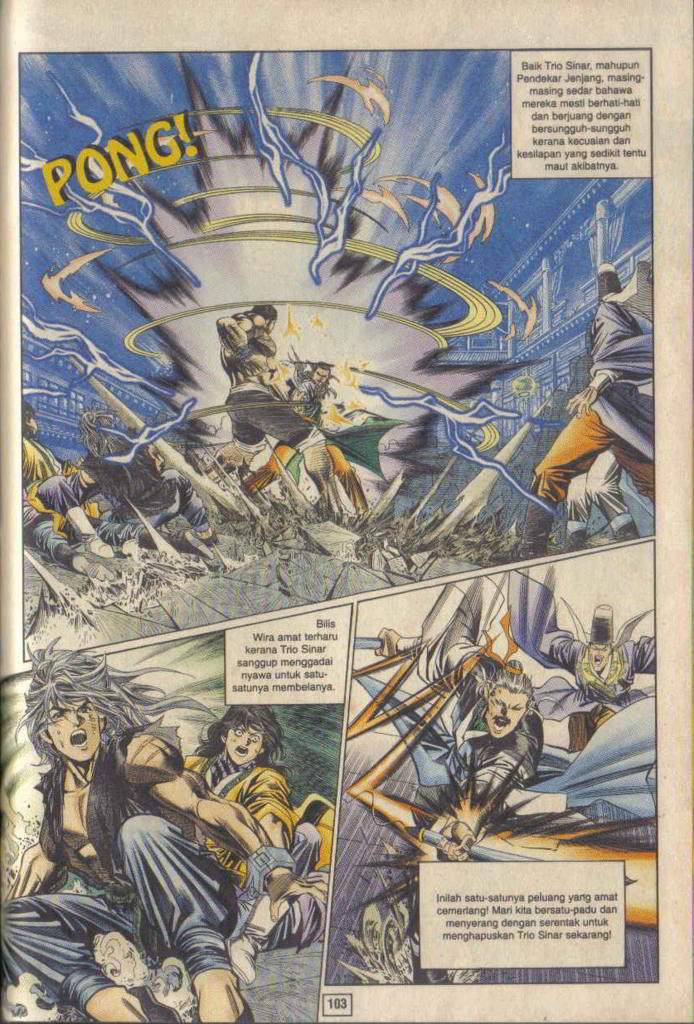 Baik Trio Sinar, mahupun
Pendekar Jenjang, masing-
masing sedar bahawa
mereka mesti berhati-hati
dan berjuang dengan
bersungguh-sungguh
kerana kecuaian dan
kesilapan yang sedikit tentu
maut akibatnya.
PONG!
Bilis
Wira amat terharu
kerana Trio Sinar
sanggup menggadai
nyawa untuk satu-
satunya membelanya.
Inilah satu-satunya peluang yang amat
cemerlang! Mari kita bersatu-padu dan
menyerang dengan serentak untuk
menghapuskan Trio Sinar sekarang!
103